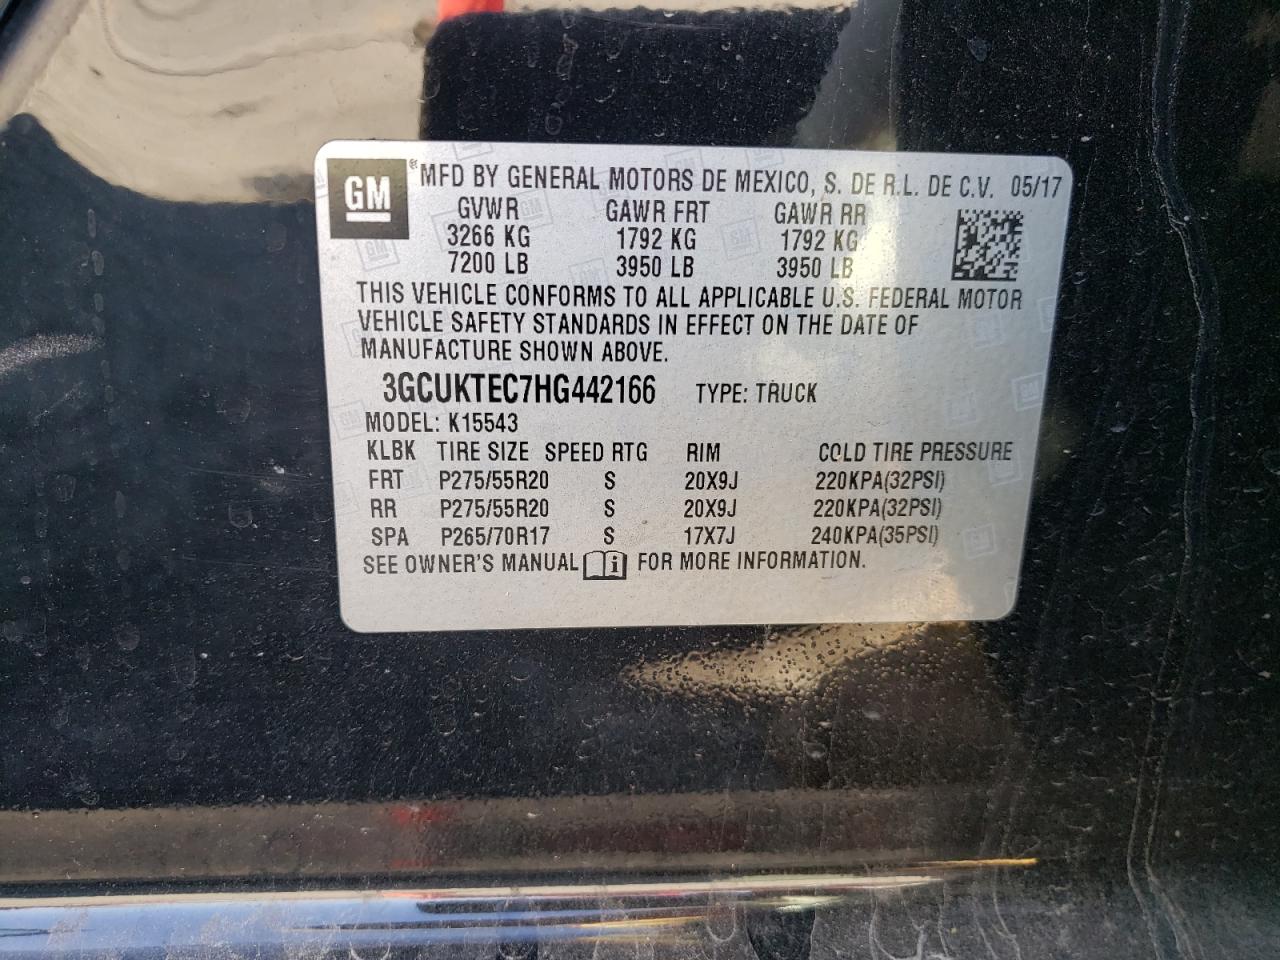 GM ® MFD BY GENERAL MOTORS DE MEXICO, S. DE R.L. DE C.V. 05/17
GVWR GAWR FRT GAWR RR
3266 KG 1792 KG 1792 KG
7200 LB 3950 LB 3950 LB
THIS VEHICLE CONFORMS TO ALL APPLICABLE U.S. FEDERAL MOTOR
VEHICLE SAFETY STANDARDS IN EFFECT ON THE DATE OF
MANUFACTURE SHOWN ABOVE.
3GCUKTEC7HG442166 TYPE: TRUCK
MODEL: K15543
KLBK TIRE SIZE SPEED RTG RIM COLD TIRE PRESSURE
FRT P275/55R20 S 20X9J 220KPA(32PSI)
RR P275/55R20 S 20X9J 220KPA(32PSI)
SPA P265/70R17 S 17X7J 240KPA(35PSI)
SEE OWNER'S MANUAL i FOR MORE INFORMATION.